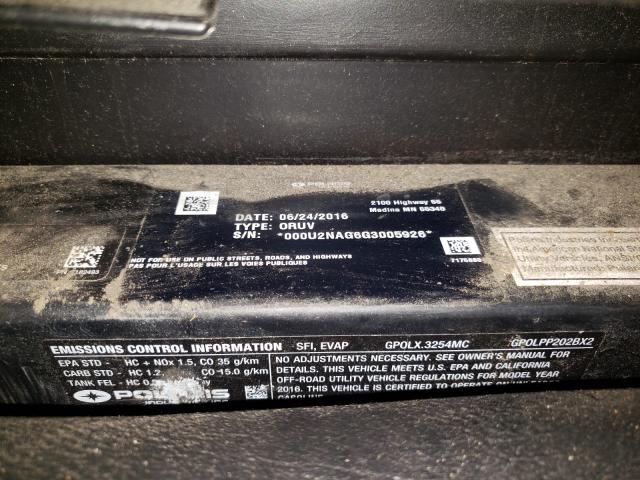 POLARIS
2100 Highway 55
Medina MN 55340
DATE: 06/24/2016
TYPE: ORUV
S/N: *000U2NAG6G3005926*
NOT FOR USE ON PUBLIC STREETS, ROADS, AND HIGHWAYS
PAS POUR L'USAGE SUR LES VOIES PUBLIQUES
EMISSIONS CONTROL INFORMATION SFI, EVAP GPOLX.3254MC GPOLPP202BX2
EPA STD - HC + NOx 1.5, CO 35 g/km
CARB STD - HC 1.2, CO 15.0 g/km
TANK FEL - HC
POLARIS
NO ADJUSTMENTS NECESSARY. SEE OWNER'S MANUAL FOR
DETAILS. THIS VEHICLE MEETS U.S. EPA AND CALIFORNIA
OFF-ROAD UTILITY VEHICLE REGULATIONS FOR MODEL YEAR
2016. THIS VEHICLE IS CERTIFIED TO OPERATE ON